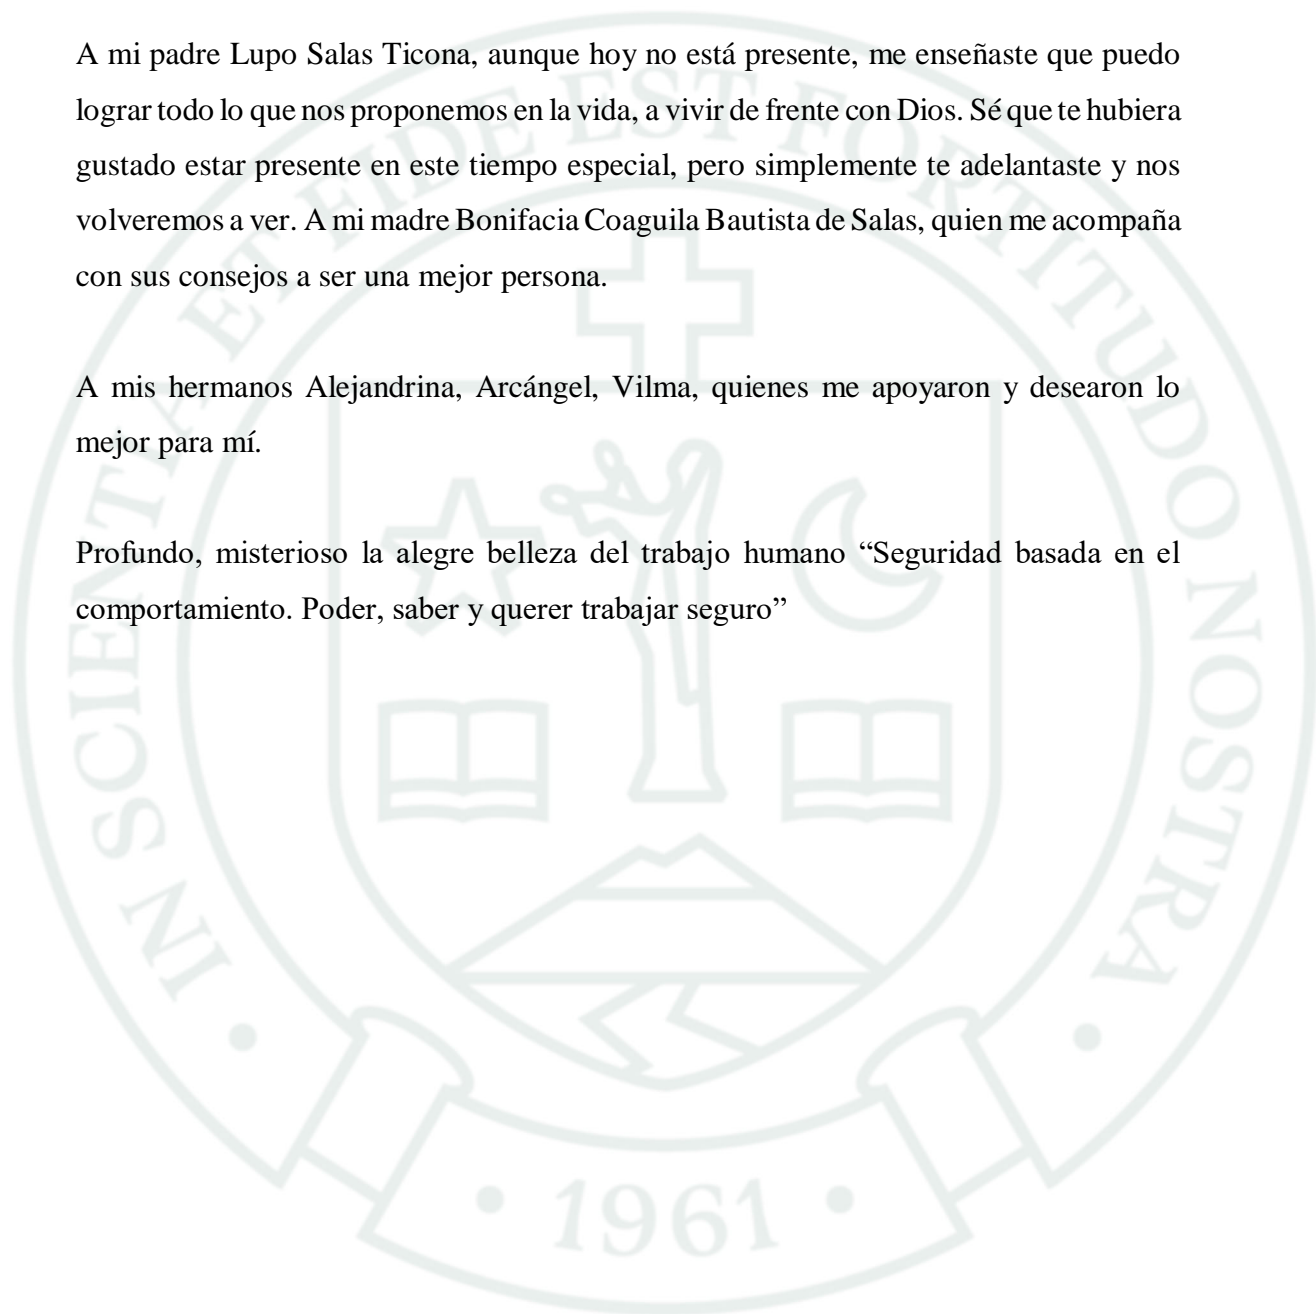 A mi padre Lupo Salas Ticona, aunque hoy no está presente, me enseñaste que puedo
lograr todo lo que nos proponemos en la vida, a vivir de frente con Dios. Sé que te hubiera
gustado estar presente en este tiempo especial, pero simplemente te adelantaste y nos
volveremos a ver. A mi madre Bonifacia Coaguila Bautista de Salas, quien me acompaña
con sus consejos a ser una mejor persona.
A mis hermanos Alejandrina, Arcángel, Vilma, quienes me apoyaron y desearon lo
mejor para mí.
Profundo, misterioso la alegre belleza del trabajo humano “Seguridad basada en el
comportamiento. Poder, saber y querer trabajar seguro”
IN SCIENTIA ET FIDE EST FORTITUDO NOSTRA
• 1961 •